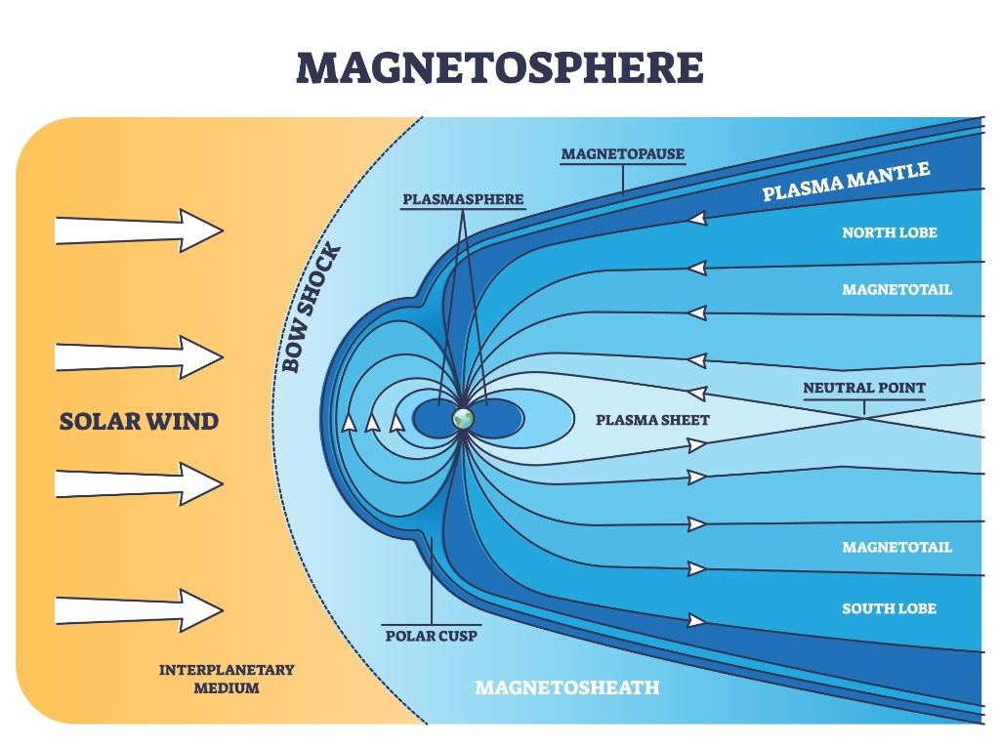 MAGNETOSPHERE
MAGNETOPAUSE
PLASMA MANTLE
PLASMASPHERE
NORTH LOBE
BOW SHOCK
MAGNETOTAIL
NEUTRAL POINT
SOLAR WIND
PLASMA SHEET
MAGNETOTAIL
SOUTH LOBE
POLAR CUSP
INTERPLANETARY
MEDIUM
MAGNETOSHEATH